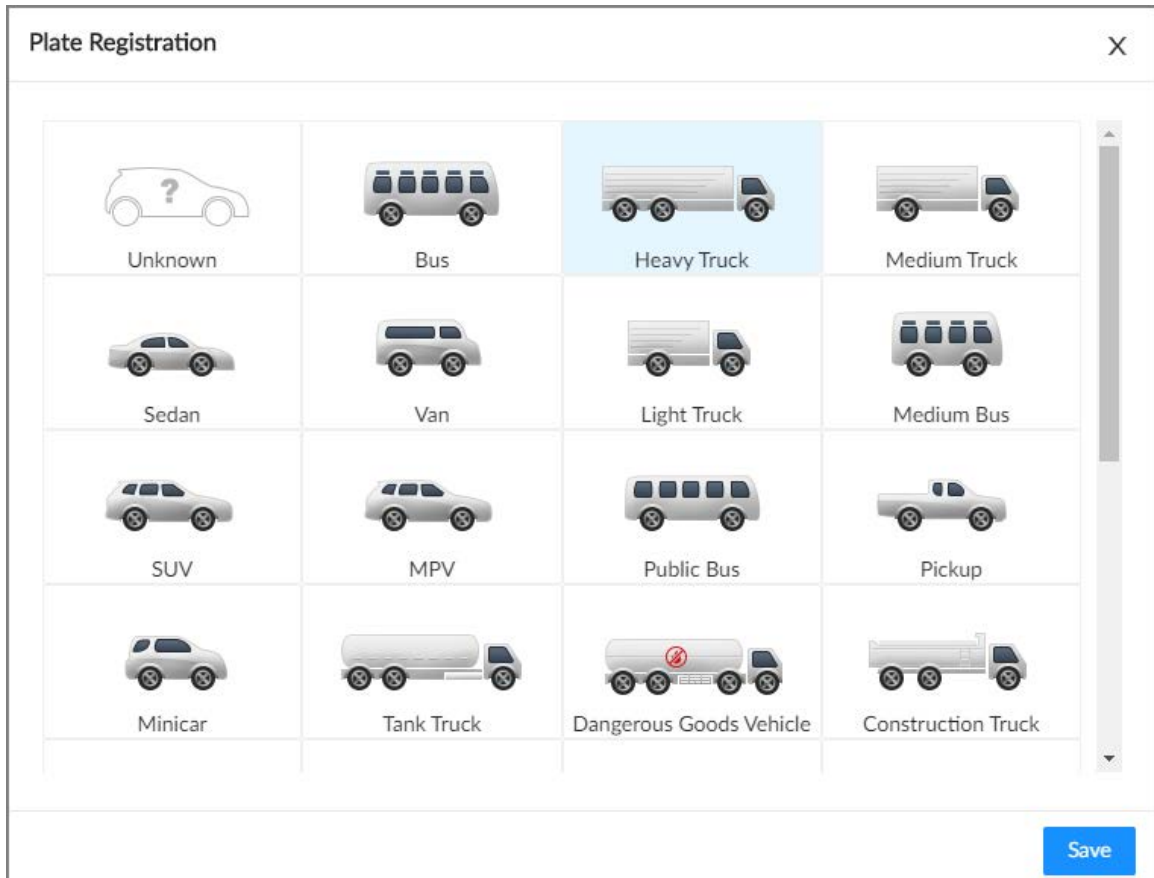 Plate Registration
X
?
Unknown
Bus
Heavy Truck
Medium Truck
Sedan
Van
Light Truck
Medium Bus
SUV
MPV
Public Bus
Pickup
Minicar
Tank Truck
Dangerous Goods Vehicle
Construction Truck
Save